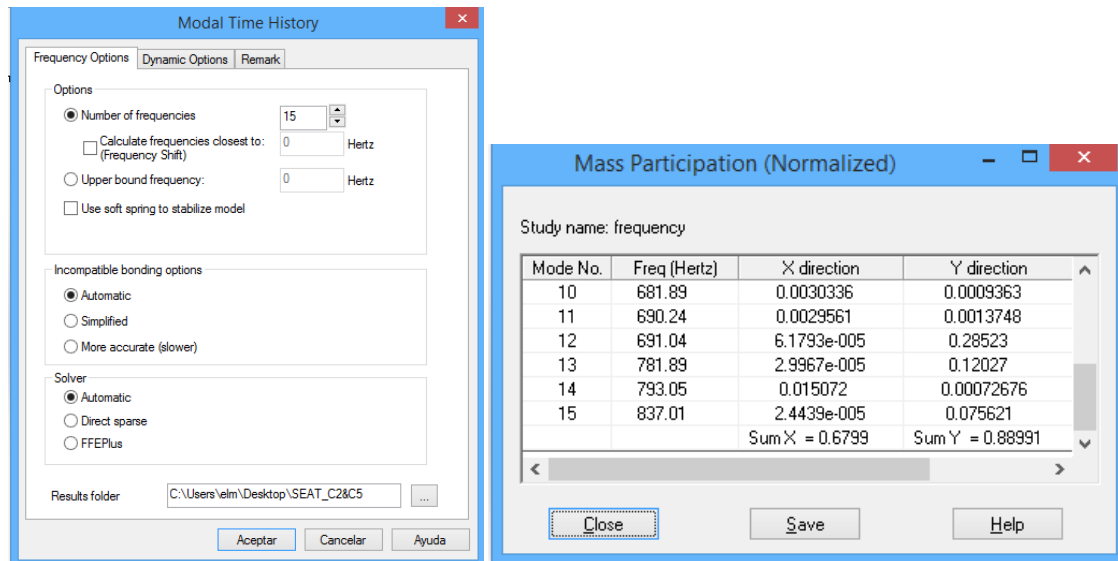 Modal Time History
Frequency Options Dynamic Options Remark
Options
Number of frequencies 15
Calculate frequencies closest to: 0 Hertz
(Frequency Shift)
Upper bound frequency: 0 Hertz
Use soft spring to stabilize model
Incompatible bonding options
Automatic
Simplified
More accurate (slower)
Solver
Automatic
Direct sparse
FFEPlus
Results folder C:\Users\elm\Desktop\SEAT_C2&C5 ...
Aceptar Cancelar Ayuda
Mass Participation (Normalized)
Study name: frequency
Mode No. Freq (Hertz) X direction Y direction
10 681.89 0.0030336 0.0009363
11 690.24 0.0029561 0.0013748
12 691.04 6.1793e-005 0.28523
13 781.89 2.9967e-005 0.12027
14 793.05 0.015072 0.00072676
15 837.01 2.4439e-005 0.075621
Sum X = 0.6799 Sum Y = 0.88991
Close Save Help